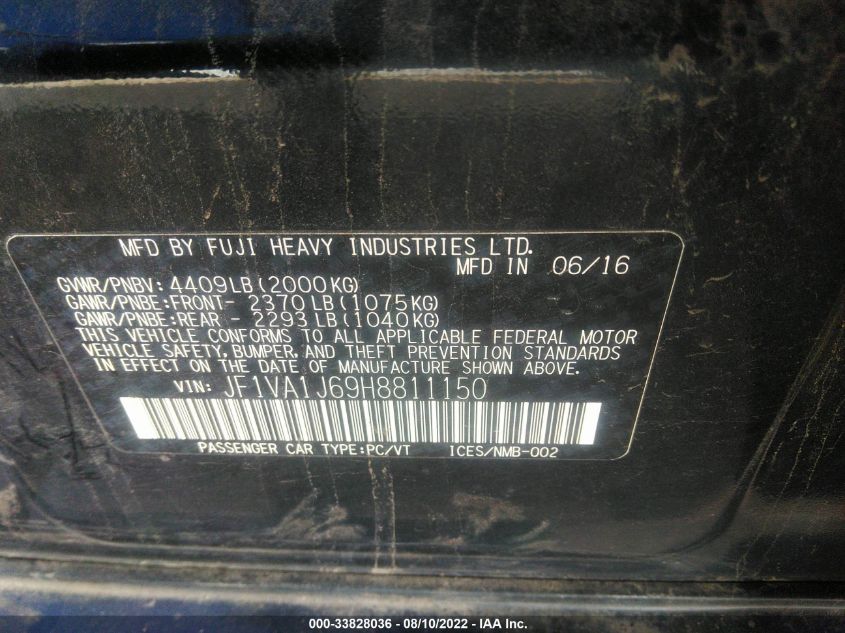 MFD BY FUJI HEAVY INDUSTRIES LTD.
MFD IN 06/16
GVWR/PNBV: 4409LB(2000KG)
GAWR/PNBE:FRONT- 2370LB(1075KG)
GAWR/PNBE:REAR - 2293LB(1040KG)
THIS VEHICLE CONFORMS TO ALL APPLICABLE FEDERAL MOTOR
VEHICLE SAFETY, BUMPER, AND THEFT PREVENTION STANDARDS
IN EFFECT ON THE DATE OF MANUFACTURE SHOWN ABOVE.
VIN: JF1VA1J69H8811150
PASSENGER CAR TYPE:PC/VT ICES/NMB-002
000-33828036 - 08/10/2022 - IAA Inc.